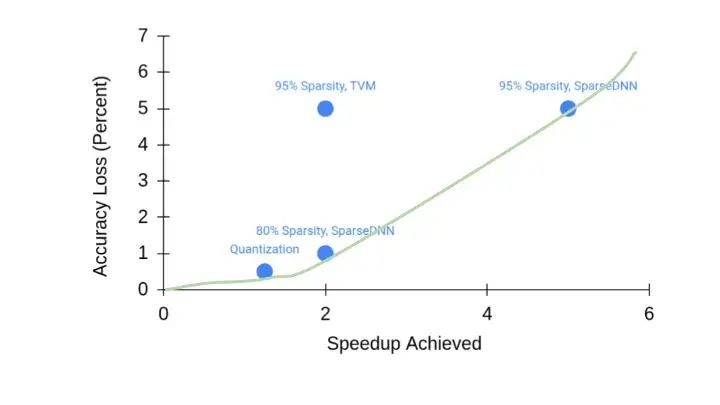 7
6
95% Sparsity, TVM
95% Sparsity, SparseDNN
5
4
3
2
80% Sparsity, SparseDNN
Quantization
1
0
0
2
4
6
Accuracy Loss (Percent)
Speedup Achieved